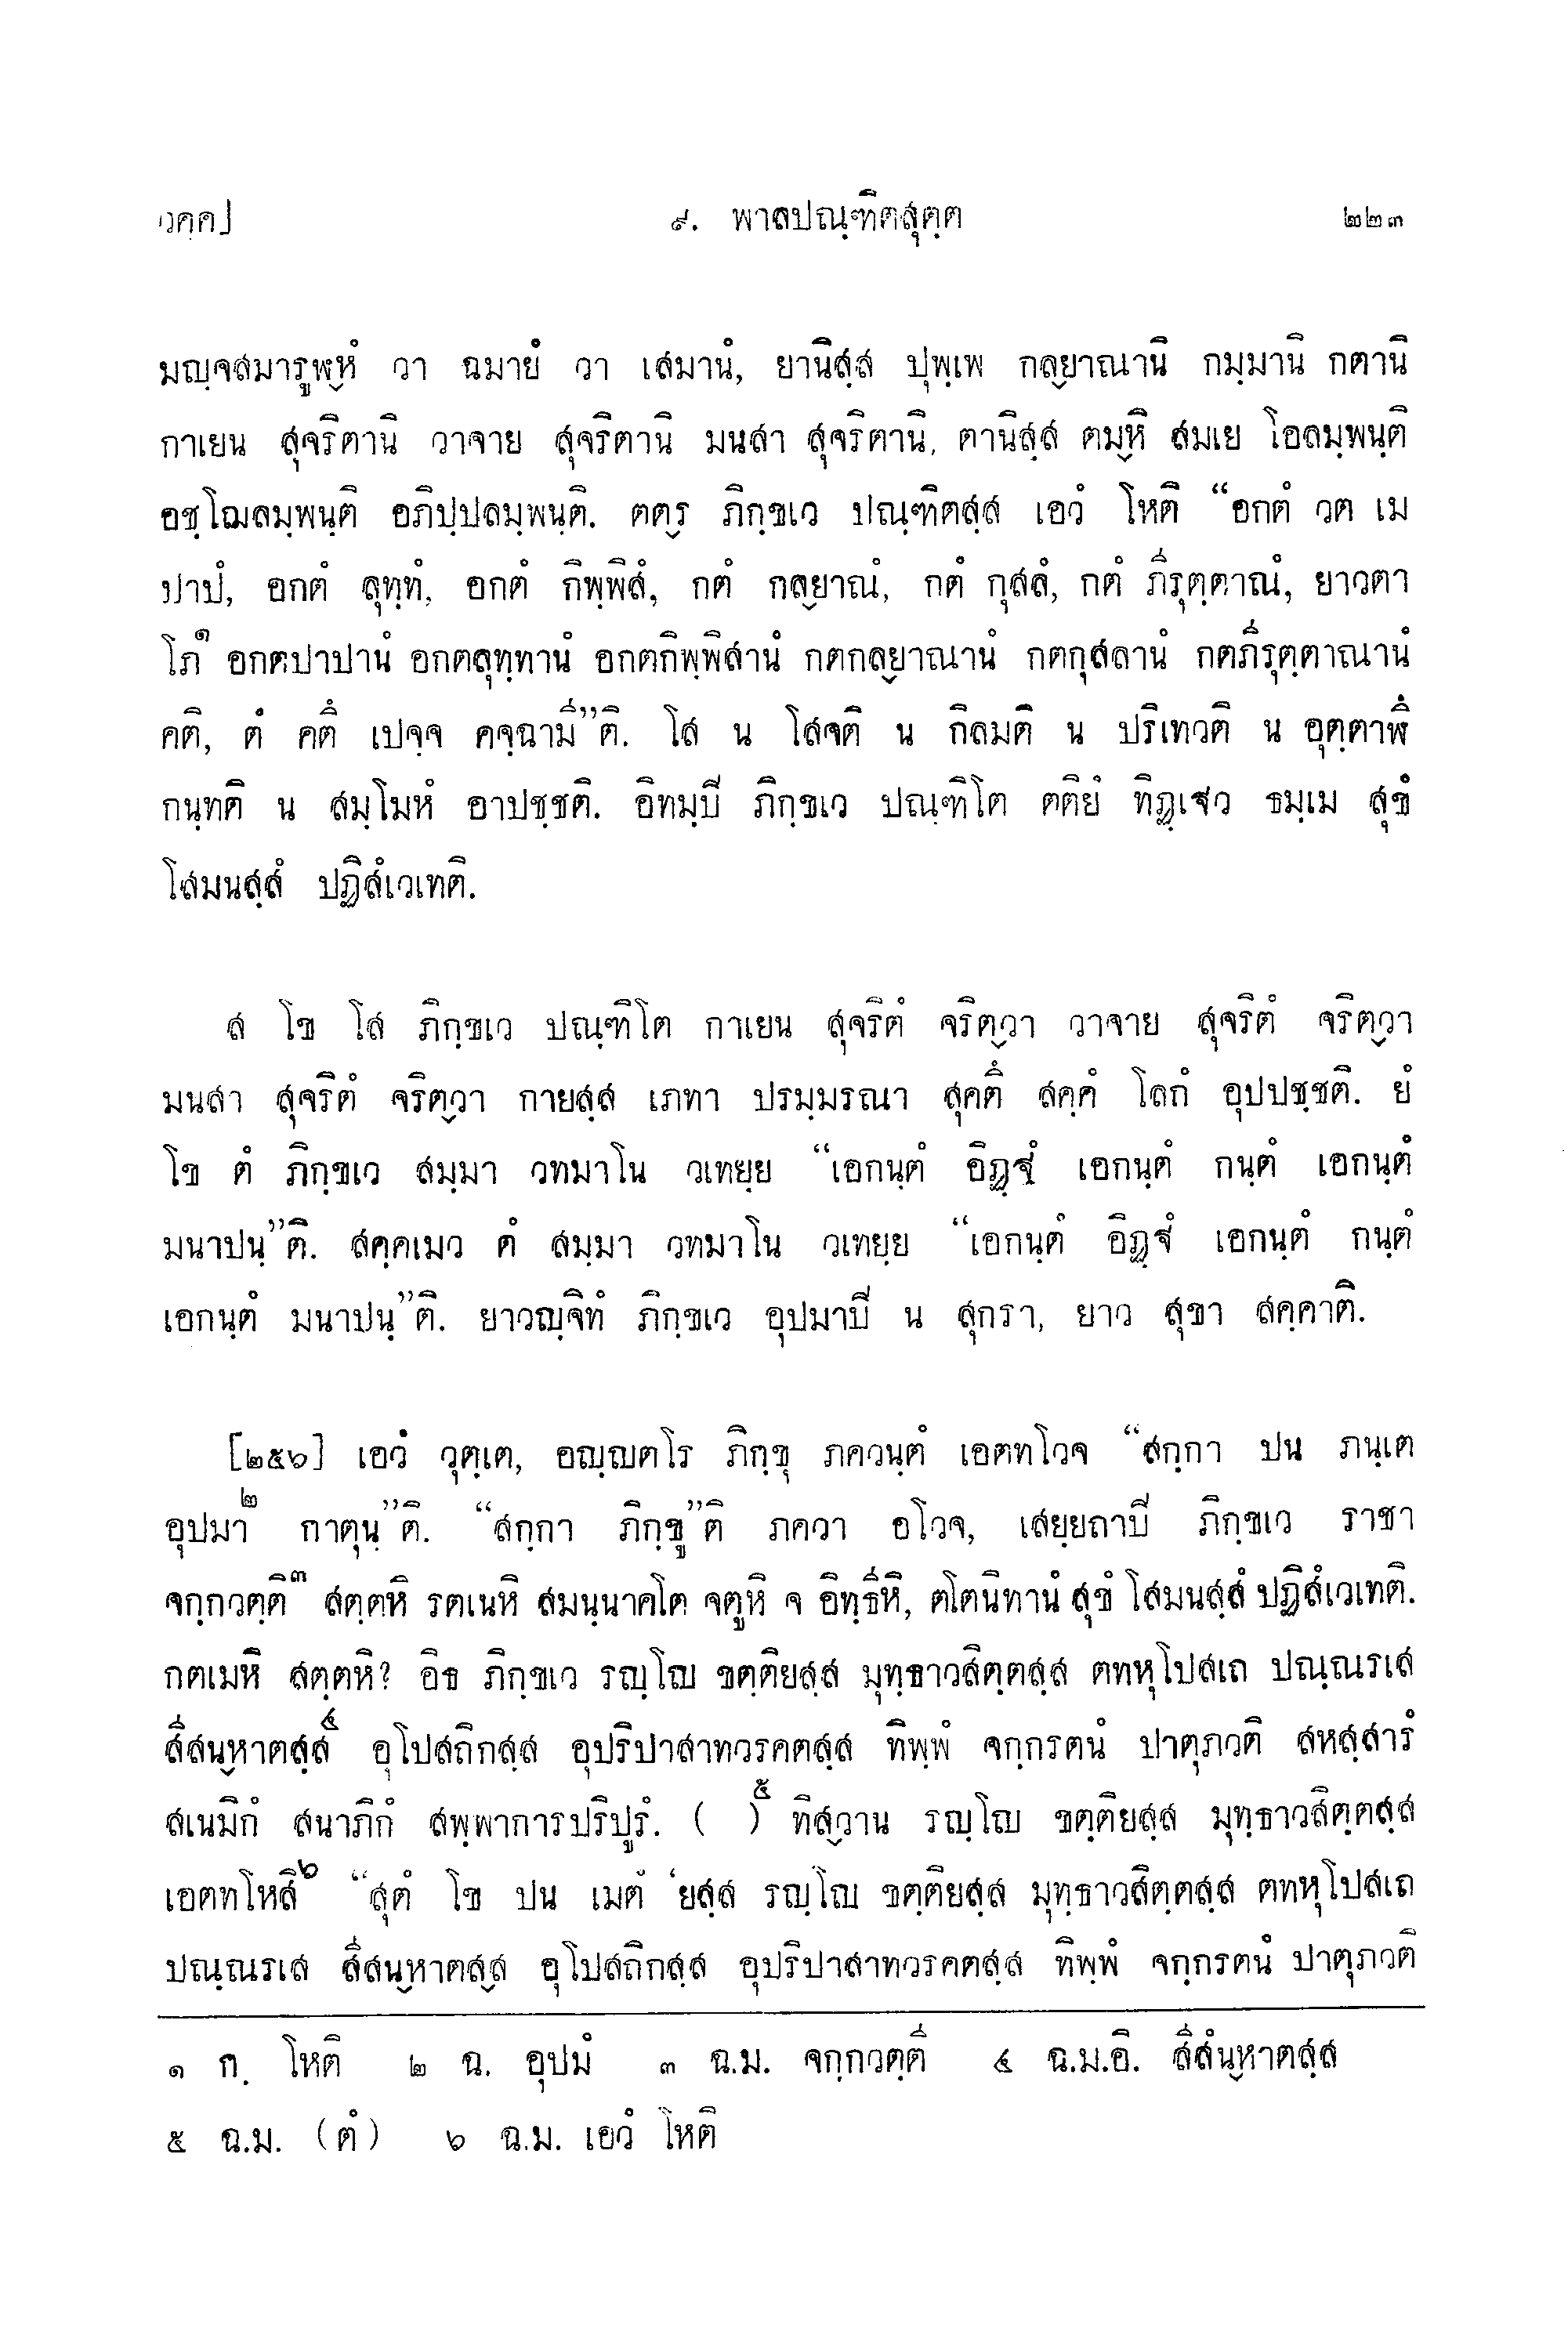 วคฺค]	๙. พาลปณฺฑิตสุตฺต	๒๒๓
มญฺจสมารูฬฺหํ วา ฉมายํ วา เสมานํ, ยานิสฺส ปุพฺเพ กลฺยาณานิ กมฺมานิ กตานิ
กาเยน สุจริตานิ วาจาย สุจริตานิ มนสา สุจริตานิ, ตานิสฺส ตมฺหิ สมเย โอลมฺพนฺติ
อชฺโฌลมฺพนฺติ อภิปฺปลมฺพนฺติ. ตตฺร ภิกฺขเว ปณฺฑิตสฺส เอวํ โหติ “อกตํ วต เม
ปาปํ, อกตํ ลุทฺทํ, อกตํ กิพฺพิสํ, กตํ กลฺยาณํ, กตํ กุสลํ, กตํ ภีรุตฺตาณํ, ยาวตา
โภ๑ อกตปาปานํ อกตลุทฺทานํ อกตกิพฺพิสานํ กตกลฺยาณานํ กตกุสลานํ กตภีรุตฺตาณานํ
คติ, ตํ คตึ เปจฺจ คจฺฉามี”ติ. โส น โสจติ น กิลมติ น ปริเทวติ น อุตฺตาฬึ
กนฺทติ น สมฺโมหํ อาปชฺชติ. อิทมฺปิ ภิกฺขเว ปณฺฑิโต ตติยํ ทิฏฺเฐว ธมฺเม สุขํ
โสมนสฺสํ ปฏิสํเวเทติ.
ส โข โส ภิกฺขเว ปณฺฑิโต กาเยน สุจริตํ จริตฺวา วาจาย สุจริตํ จริตฺวา
มนสา สุจริตํ จริตฺวา กายสฺส เภทา ปรมฺมรณา สุคตึ สคฺคํ โลกํ อุปปชฺชติ. ยํ
โข ตํ ภิกฺขเว สมฺมา วทมาโน วเทยฺย “เอกนฺตํ อิฏฺฐํ เอกนฺตํ กนฺตํ เอกนฺตํ
มนาปนฺ”ติ. สคฺคเมว ตํ สมฺมา วทมาโน วเทยฺย “เอกนฺตํ อิฏฺฐํ เอกนฺตํ กนฺตํ
เอกนฺตํ มนาปนฺ”ติ. ยาวญฺจิทํ ภิกฺขเว อุปมาปิ น สุกรา, ยาว สุขา สคฺคาติ.
[๒๕๖] เอวํ วุตฺเต, อญฺญตโร ภิกฺขุ ภควนฺตํ เอตทโวจ “สกฺกา ปน ภนฺเต
อุปมา๒ กาตุนฺ”ติ. “สกฺกา ภิกฺขู”ติ ภควา อโวจ, เสยฺยถาปิ ภิกฺขเว ราชา
จกฺกวตฺติ๓ สตฺตหิ รตเนหิ สมนฺนาคโต จตูหิ จ อิทฺธีหิ, ตโตนิทานํ สุขํ โสมนสฺสํ ปฏิสํเวเทติ.
กตเมหิ สตฺตหิ? อิธ ภิกฺขเว รญฺโญ ขตฺติยสฺส มุทฺธาวสิตฺตสฺส ตทหุโปสเถ ปณฺณรเส
สีสนฺหาตสฺส๔ อุโปสถิกสฺส อุปริปาสาทวรคตสฺส ทิพฺพํ จกฺกรตนํ ปาตุภวติ สหสฺสารํ
สเนมิกํ สนาภิกํ สพฺพาการปริปูรํ. ( )๕ ทิสฺวาน รญฺโญ ขตฺติยสฺส มุทฺธาวสิตฺตสฺส
เอตทโหสิ๖ “สุตํ โข ปน เมตํ ‘ยสฺส รญฺโญ ขตฺติยสฺส มุทฺธาวสิตฺตสฺส ตทหุโปสเถ
ปณฺณรเส สีสนฺหาตสฺส อุโปสถิกสฺส อุปริปาสาทวรคตสฺส ทิพฺพํ จกฺกรตนํ ปาตุภวติ
๑ ก. โหติ	๒ ฉ. อุปมํ	๓ ฉ.ม. จกฺกวตฺตี	๔ ฉ.ม.อิ. สีสํนฺหาตสฺส
๕ ฉ.ม. (ตํ)	๖ ฉ.ม. เอวํ โหติ